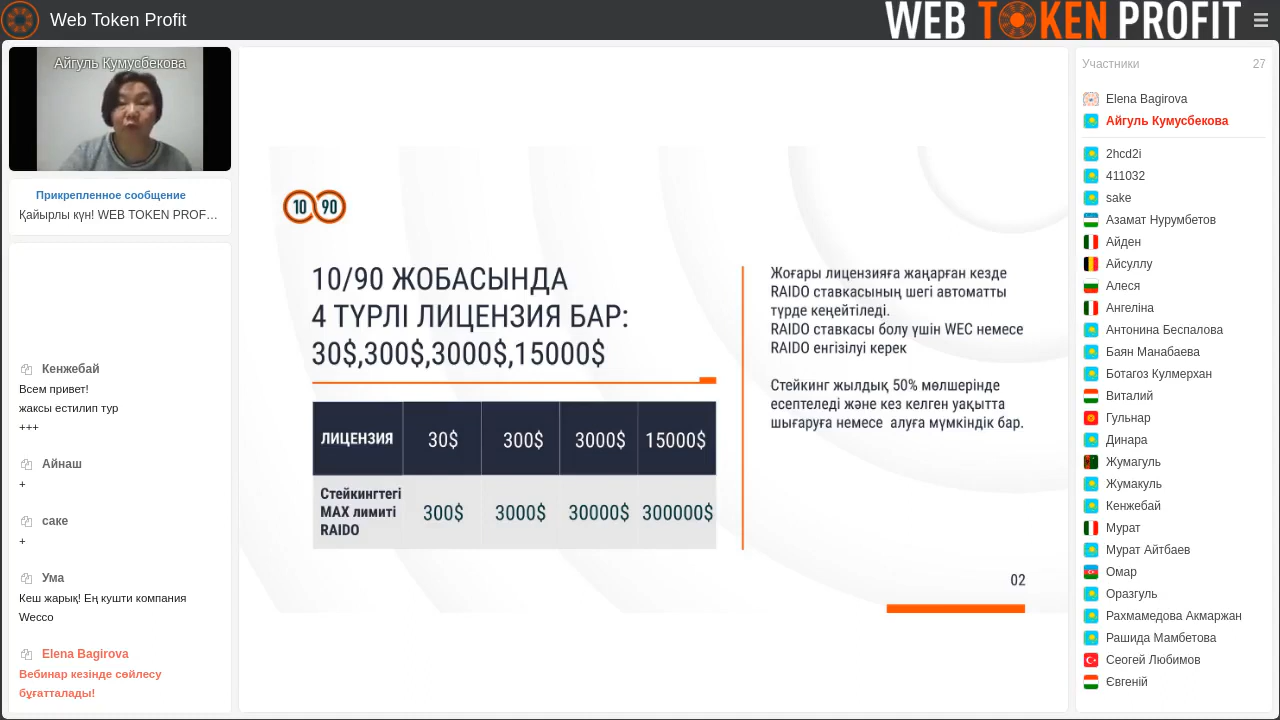 Web Token Profit
WEB TOKEN PROFIT
Айгуль Кумусбекова
Прикрепленное сообщение
Қайырлы күн! WEB TOKEN PROF…
Кенжебай
Всем привет!
жаксы естилип тур
+++
Айнаш
+
саке
+
Ума
Кеш жарық! Ең кушти компания
Wecco
Elena Bagirova
Вебинар кезінде сөйлесу
бұғатталады!
10 90
10/90 ЖОБАСЫНДА
4 ТҮРЛІ ЛИЦЕНЗИЯ БАР:
30$,300$,3000$,15000$
ЛИЦЕНЗИЯ 30$ 300$ 3000$ 15000$
Стейкингтегі
MAX лимиті
RAIDO
300$ 3000$ 30000$ 300000$
Жоғары лицензияға жаңарған кезде
RAIDO ставкасының шегі автоматты
түрде кеңейтіледі.
RAIDO ставкасы болу үшін WEC немесе
RAIDO енгізілуі керек
Стейкинг жылдық 50% мөлшерінде
есептеледі және кез келген уақытта
шығаруға немесе алуға мүмкіндік бар.
02
Участники 27
Elena Bagirova
Айгуль Кумусбекова
2hcd2i
411032
sake
Азамат Нурумбетов
Айден
Айсуллу
Алеся
Ангеліна
Антонина Беспалова
Баян Манабаева
Ботагоз Кулмерхан
Виталий
Гульнар
Динара
Жумагуль
Жумакуль
Кенжебай
Мурат
Мурат Айтбаев
Омар
Оразгуль
Рахмамедова Акмаржан
Рашида Мамбетова
Сеогей Любимов
Євгеній